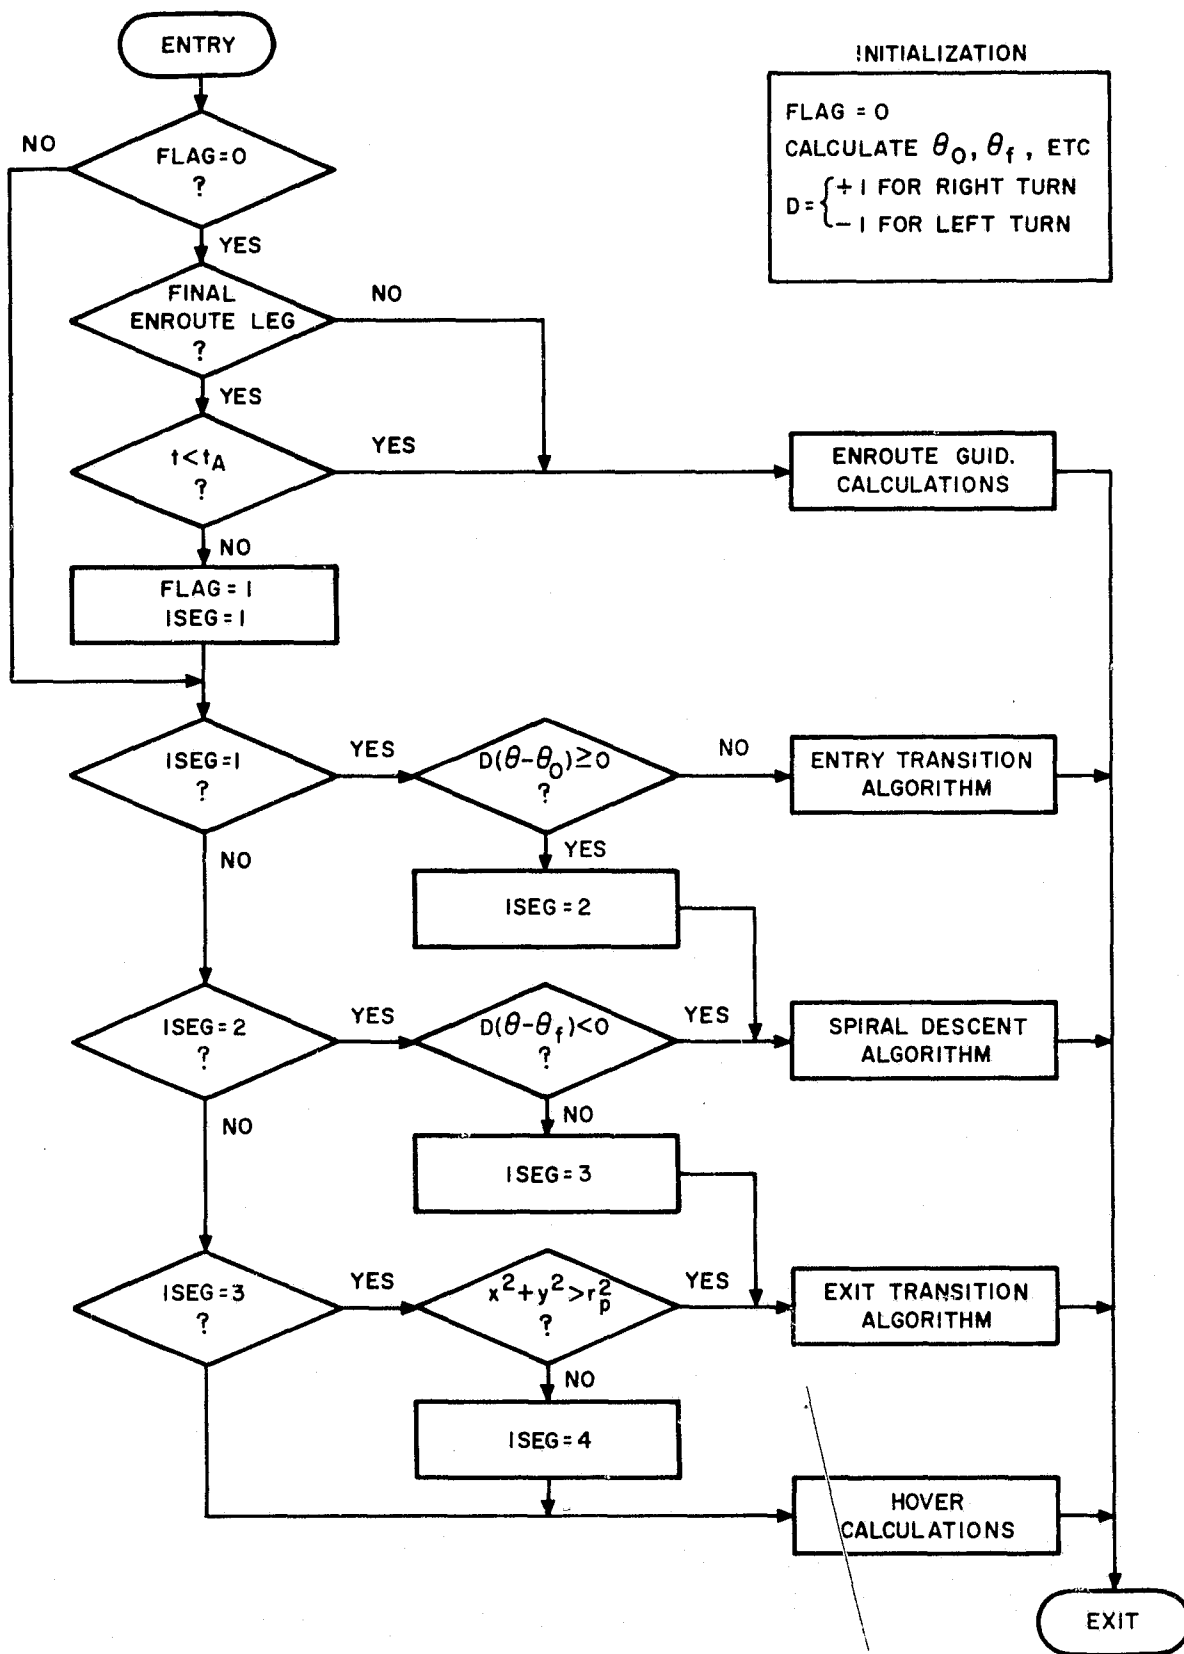 ENTRY
INITIALIZATION
FLAG = 0
CALCULATE θ0, θf, ETC
D = { +1 FOR RIGHT TURN
−1 FOR LEFT TURN
NO
FLAG=0
?
YES
FINAL
ENROUTE LEG
?
NO
YES
t<tA
?
YES
ENROUTE GUID.
CALCULATIONS
NO
FLAG=1
ISEG=1
ISEG=1
?
YES
D(θ-θ0)≥0
?
NO
ENTRY TRANSITION
ALGORITHM
NO
YES
ISEG=2
ISEG=2
?
YES
D(θ-θf)<0
?
YES
SPIRAL DESCENT
ALGORITHM
NO
NO
ISEG=3
ISEG=3
?
YES
x²+y²>rp²
?
YES
EXIT TRANSITION
ALGORITHM
NO
ISEG=4
HOVER
CALCULATIONS
EXIT